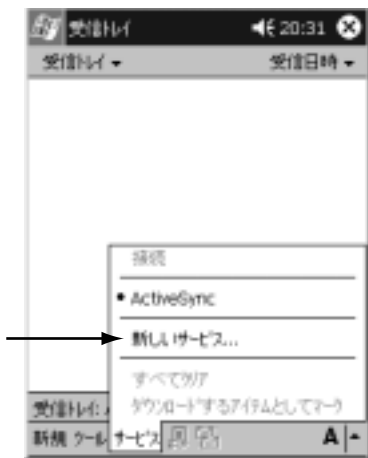 受信トレイ 20:31
受信トレイ 受信日時
接続
ActiveSync
新しいサービス...
すべてクリア
ダウンロードするアイテムとしてマーク
受信トレイ:
新規 ツール サービス A